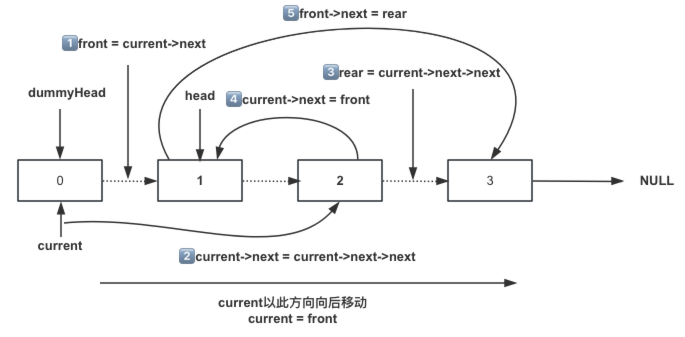 5 front->next = rear
1 front = current->next
3 rear = current->next->next
dummyHead
head
4 current->next = front
0
1
2
3
NULL
current
2 current->next = current->next->next
current以此方向向后移动
current = front